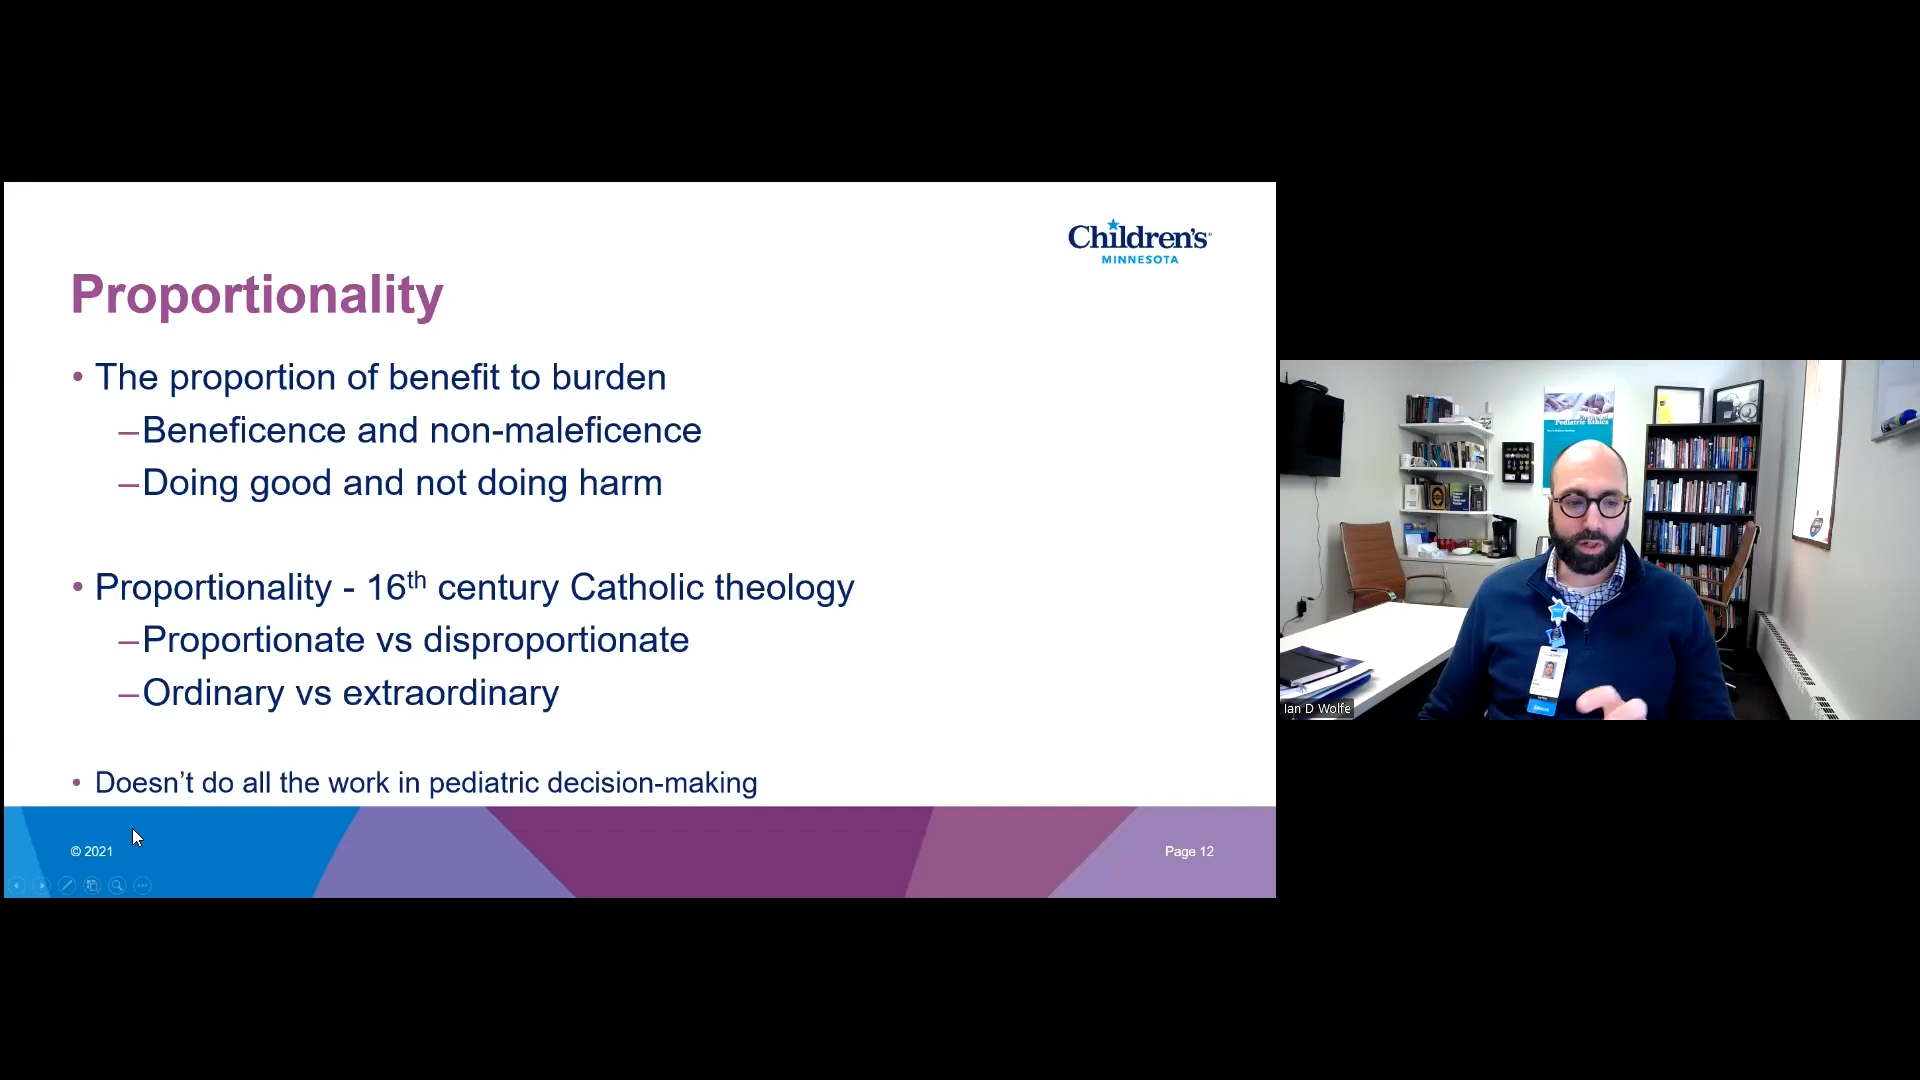 Children's
MINNESOTA
Proportionality
• The proportion of benefit to burden
–Beneficence and non-maleficence
–Doing good and not doing harm
• Proportionality - 16th century Catholic theology
–Proportionate vs disproportionate
–Ordinary vs extraordinary
• Doesn't do all the work in pediatric decision-making
© 2021
Page 12
Pediatric Ethics
Ian D Wolfe